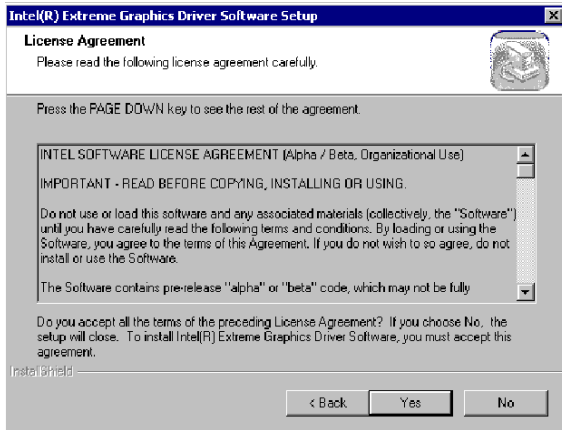 Intel(R) Extreme Graphics Driver Software Setup
License Agreement
Please read the following license agreement carefully.
Press the PAGE DOWN key to see the rest of the agreement.
INTEL SOFTWARE LICENSE AGREEMENT (Alpha / Beta, Organizational Use)
IMPORTANT - READ BEFORE COPYING, INSTALLING OR USING.
Do not use or load this software and any associated materials (collectively, the "Software")
until you have carefully read the following terms and conditions. By loading or using the
Software, you agree to the terms of this Agreement. If you do not wish to so agree, do not
install or use the Software.
The Software contains pre-release "alpha" or "beta" code, which may not be fully
Do you accept all the terms of the preceding License Agreement? If you choose No, the
setup will close. To install Intel(R) Extreme Graphics Driver Software, you must accept this
agreement.
InstallShield
< Back
Yes
No